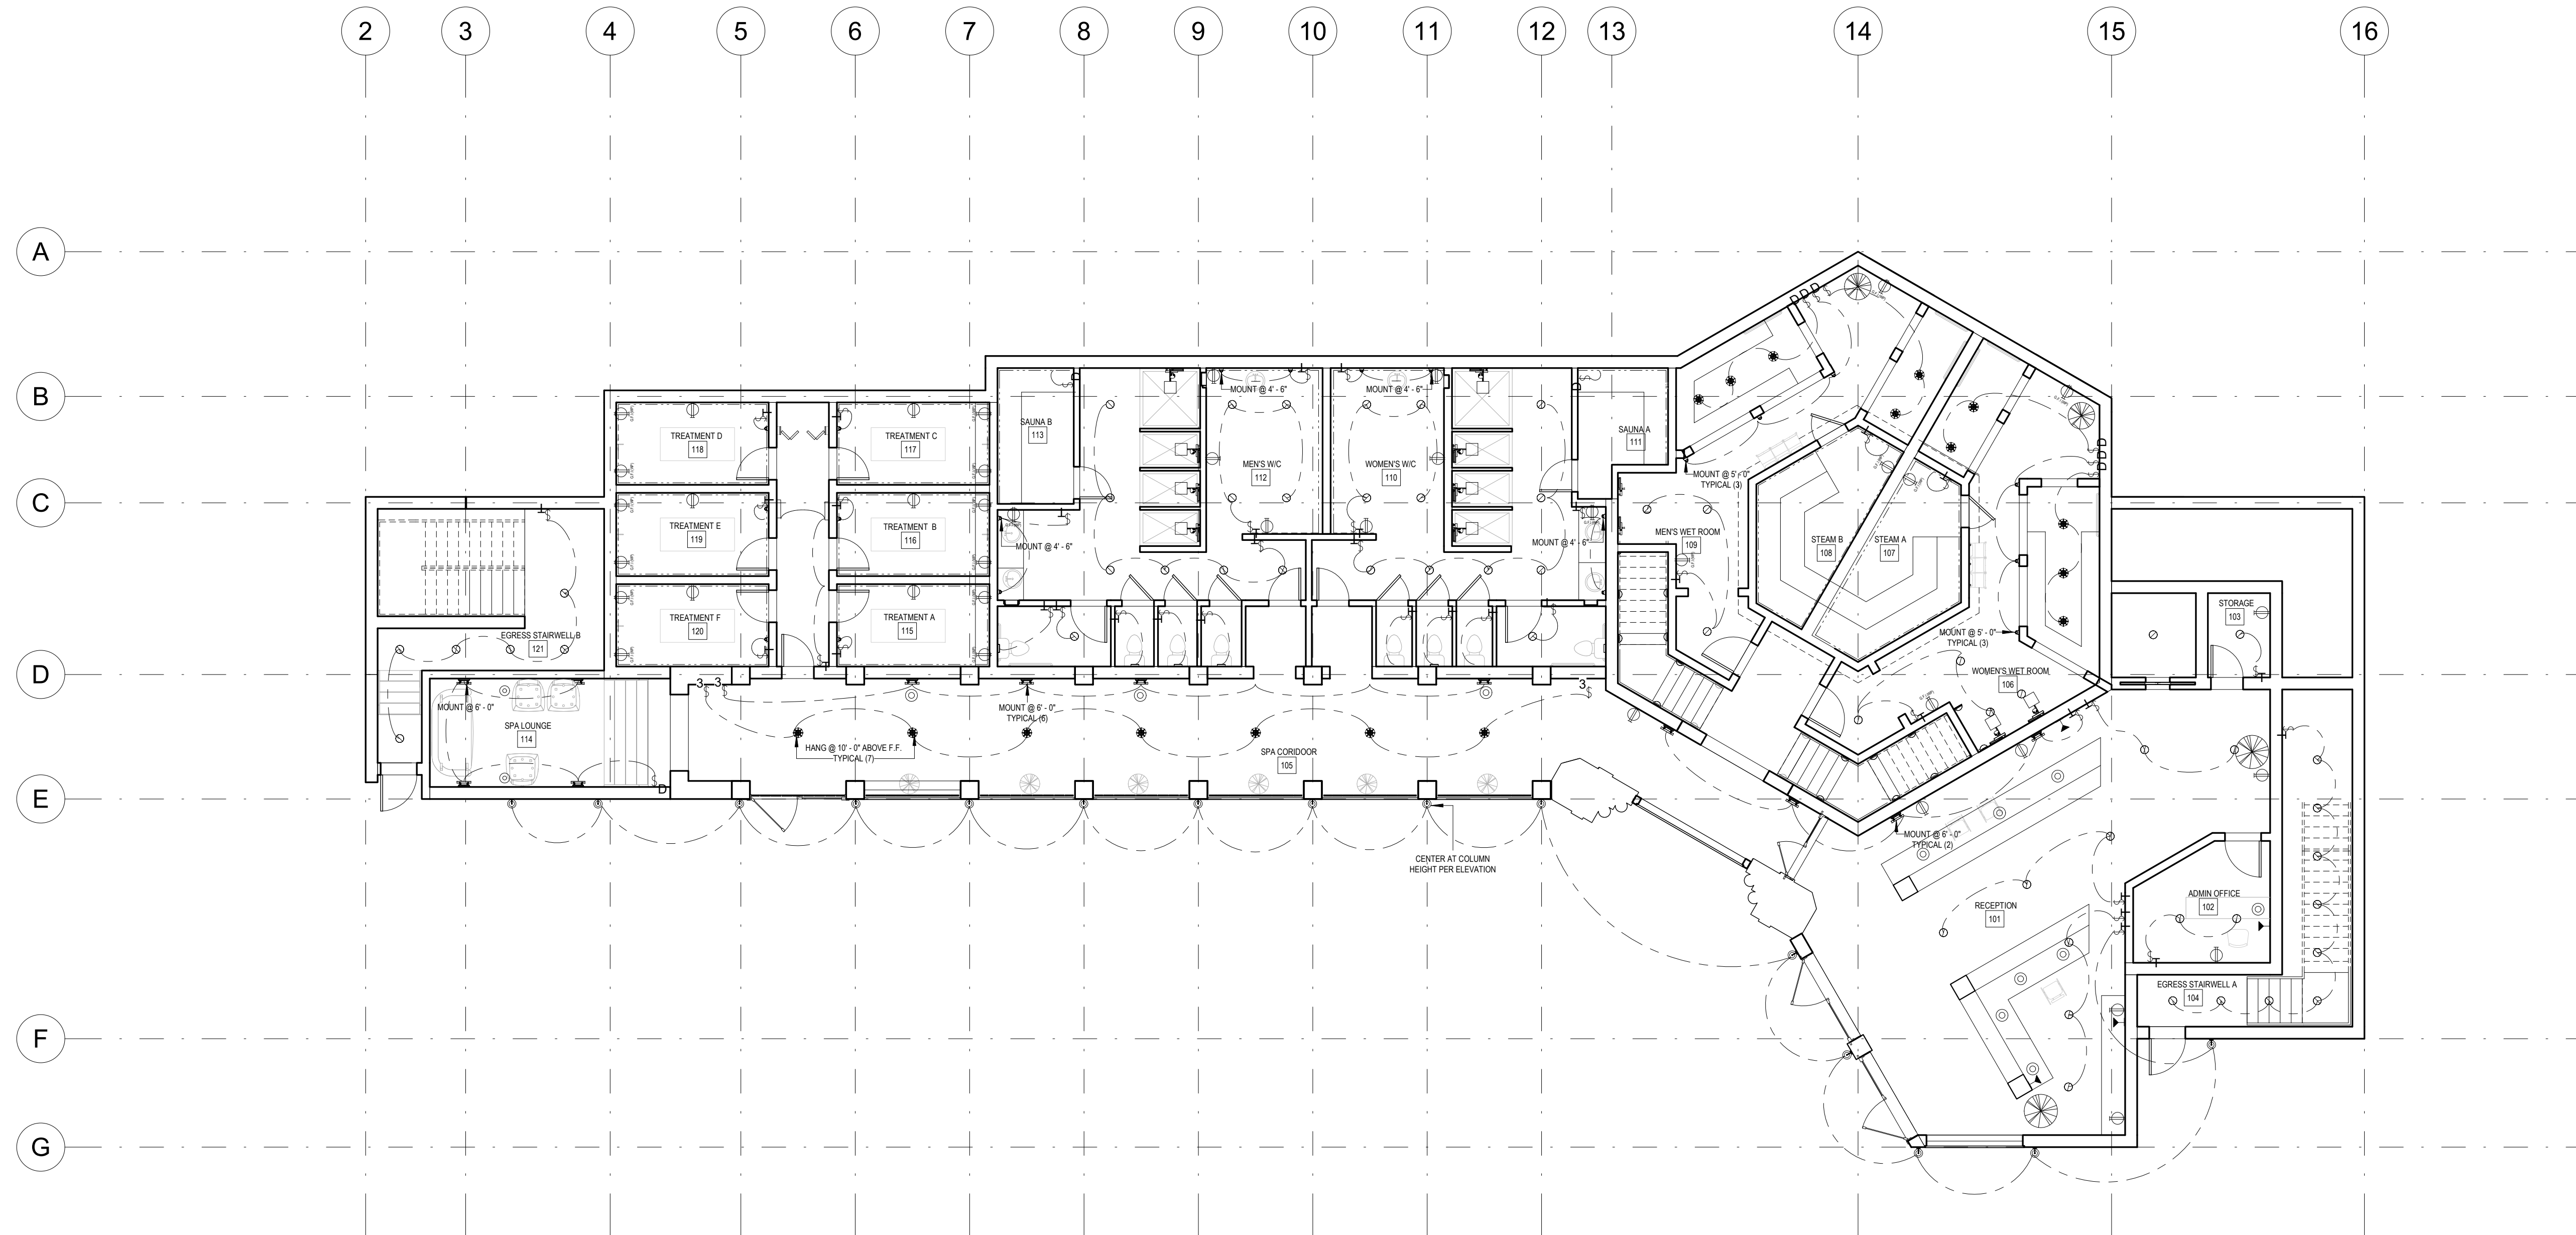 2 3 4 5 6 7 8 9 10 11 12 13 14 15 16
A
B
C
D
E
F
G
MOUNT @ 4' - 6"
MOUNT @ 4' - 6"
SAUNA B
113
SAUNA A
111
TREATMENT D
118
TREATMENT C
117
MEN'S W/C
112
WOMEN'S W/C
110
MOUNT @ 5' - 0"
TYPICAL (3)
TREATMENT E
119
TREATMENT B
116
MOUNT @ 4' - 6"
MOUNT @ 4' - 6"
MEN'S WET ROOM
109
STEAM B
108
STEAM A
107
TREATMENT F
120
TREATMENT A
115
STORAGE
103
EGRESS STAIRWELL B
121
MOUNT @ 5' - 0"
TYPICAL (3)
WOMEN'S WET ROOM
106
3 3
3
MOUNT @ 6' - 0"
MOUNT @ 6' - 0"
TYPICAL (6)
SPA LOUNGE
114
HANG @ 10' - 0" ABOVE F.F.
TYPICAL (7)
SPA CORIDOOR
105
D
MOUNT @ 6' - 0"
TYPICAL (2)
CENTER AT COLUMN
HEIGHT PER ELEVATION
RECEPTION
101
ADMIN OFFICE
102
EGRESS STAIRWELL A
104